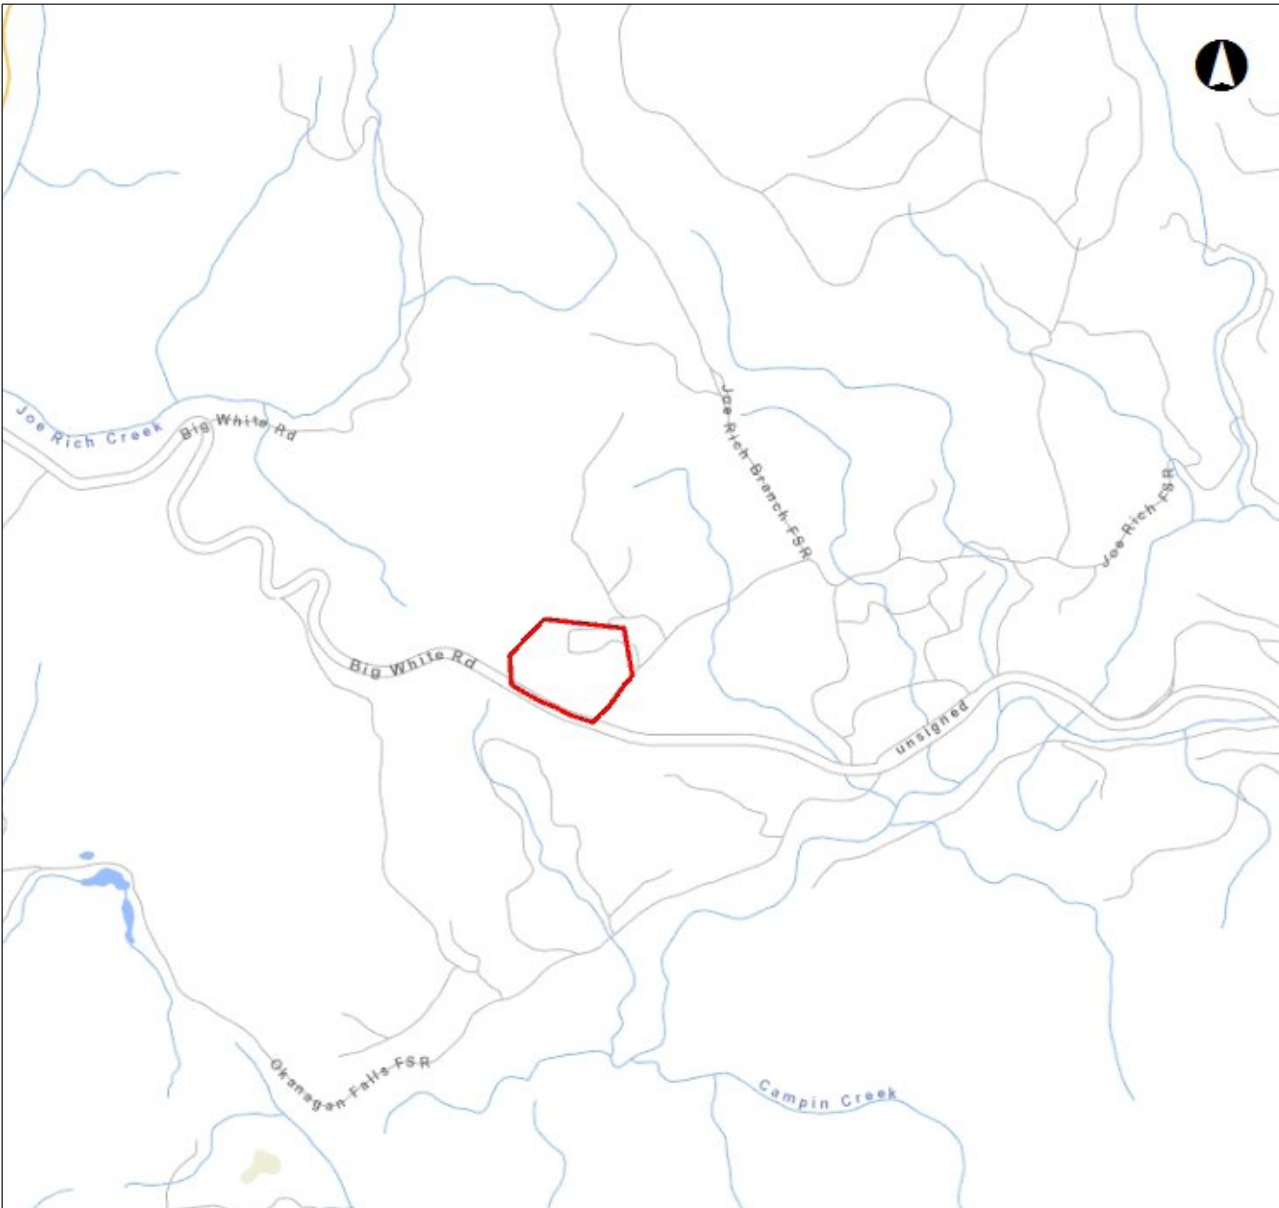 Joe Rich Creek
Big White Rd
Joe Rich Branch FSR
Joe Rich FSR
Big White Rd
unsigned
Okanagan Falls FSR
Campin Creek